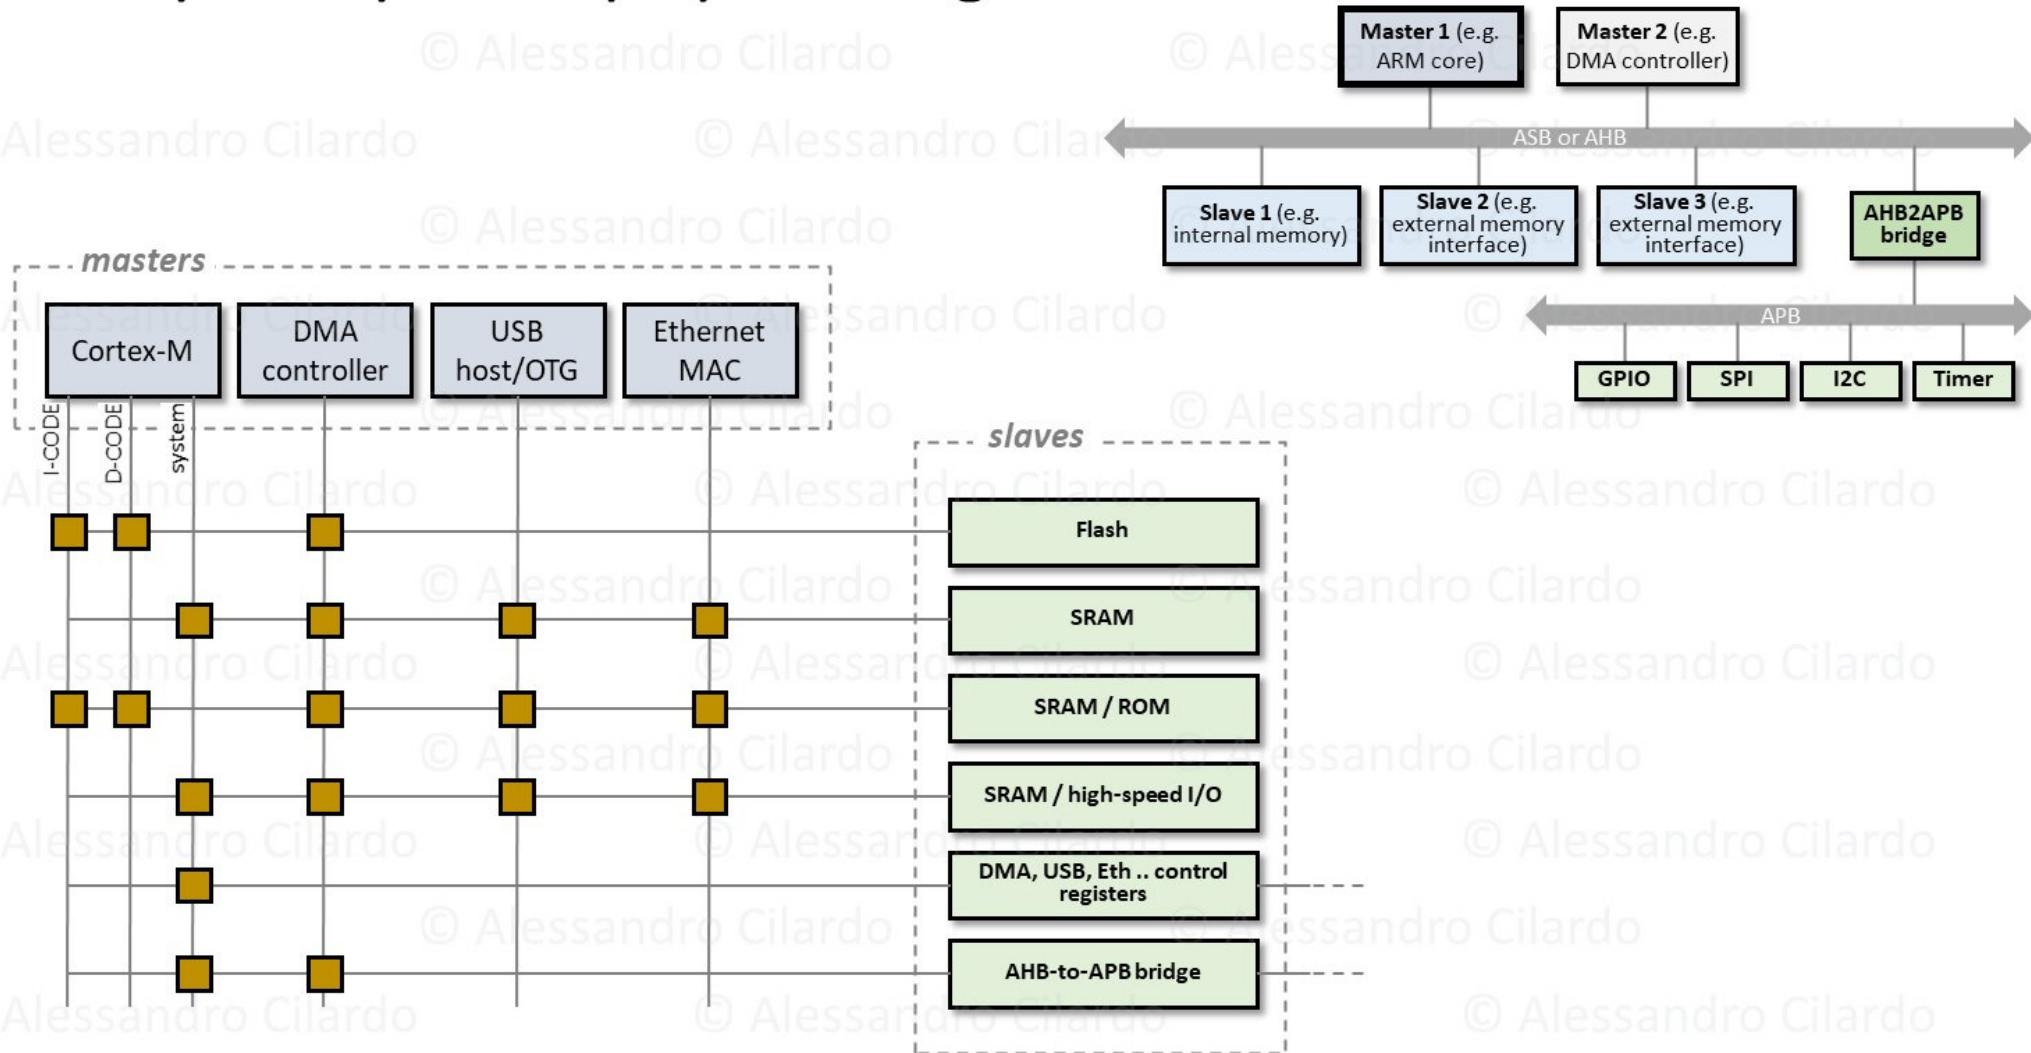 Master 1 (e.g.
ARM core)
Master 2 (e.g.
DMA controller)
ASB or AHB
Slave 1 (e.g.
internal memory)
Slave 2 (e.g.
external memory
interface)
Slave 3 (e.g.
external memory
interface)
AHB2APB
bridge
APB
GPIO
SPI
I2C
Timer
masters
Cortex-M
DMA
controller
USB
host/OTG
Ethernet
MAC
I-CODE
D-CODE
system
slaves
Flash
SRAM
SRAM / ROM
SRAM / high-speed I/O
DMA, USB, Eth .. control
registers
AHB-to-APB bridge
© Alessandro Cilardo